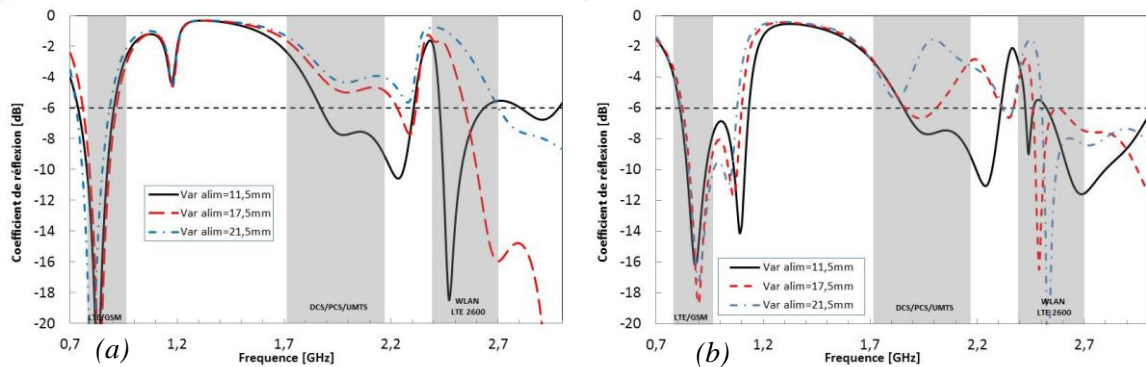 Coefficient de réflexion [dB]
0
-2
-4
-6
-8
-10
-12
-14
-16
-18
-20
Var alim=11,5mm
Var alim=17,5mm
Var alim=21,5mm
LTE/GSM
DCS/PCS/UMTS
WLAN
LTE 2600
0,7
1,2
1,7
2,2
2,7
Frequence [GHz]
(a)
Coefficient de réflexion [dB]
0
-2
-4
-6
-8
-10
-12
-14
-16
-18
-20
Var alim=11,5mm
Var alim=17,5mm
Var alim=21,5mm
LTE/GSM
DCS/PCS/UMTS
WLAN
LTE 2600
0,7
1,2
1,7
2,2
2,7
Frequence [GHz]
(b)